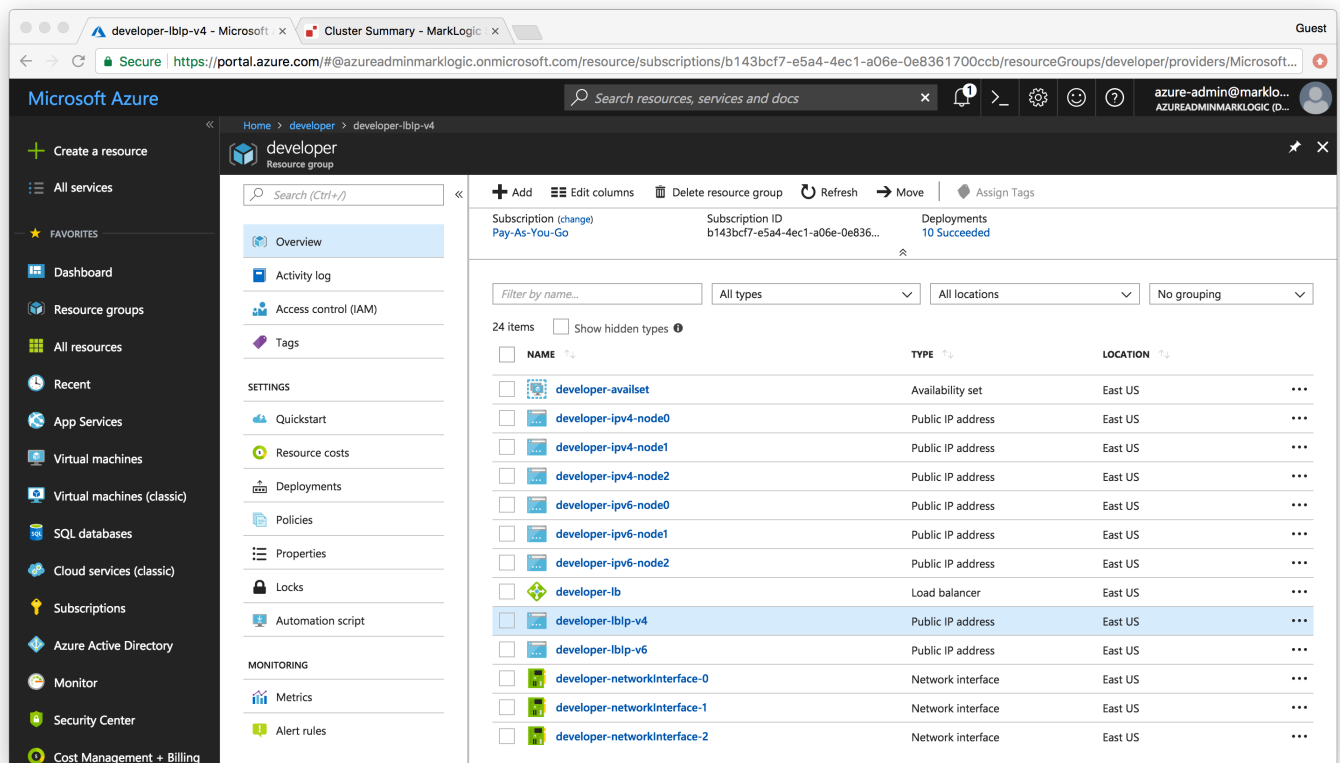 developer-lbIp-v4 - Microsoft A
Cluster Summary - MarkLogic S
Guest
Secure
https://portal.azure.com/#@azureadminmarklogic.onmicrosoft.com/resource/subscriptions/b143bcf7-e5a4-4ec1-a06e-0e8361700ccb/resourceGroups/developer/providers/Microsoft...
Microsoft Azure
Search resources, services and docs
1
azure-admin@marklo...
AZUREADMINMARKLOGIC (D...
Home > developer > developer-lbIp-v4
developer
Resource group
Create a resource
All services
FAVORITES
Dashboard
Resource groups
All resources
Recent
App Services
Virtual machines
Virtual machines (classic)
SQL databases
Cloud services (classic)
Subscriptions
Azure Active Directory
Monitor
Security Center
Cost Management + Billing
Search (Ctrl+/)
Overview
Activity log
Access control (IAM)
Tags
SETTINGS
Quickstart
Resource costs
Deployments
Policies
Properties
Locks
Automation script
MONITORING
Metrics
Alert rules
Add Edit columns Delete resource group Refresh Move Assign Tags
Subscription (change) Subscription ID Deployments
Pay-As-You-Go b143bcf7-e5a4-4ec1-a06e-0e836... 10 Succeeded
Filter by name... All types All locations No grouping
24 items Show hidden types
NAME TYPE LOCATION
developer-availset Availability set East US
developer-ipv4-node0 Public IP address East US
developer-ipv4-node1 Public IP address East US
developer-ipv4-node2 Public IP address East US
developer-ipv6-node0 Public IP address East US
developer-ipv6-node1 Public IP address East US
developer-ipv6-node2 Public IP address East US
developer-lb Load balancer East US
developer-lbIp-v4 Public IP address East US
developer-lbIp-v6 Public IP address East US
developer-networkInterface-0 Network interface East US
developer-networkInterface-1 Network interface East US
developer-networkInterface-2 Network interface East US